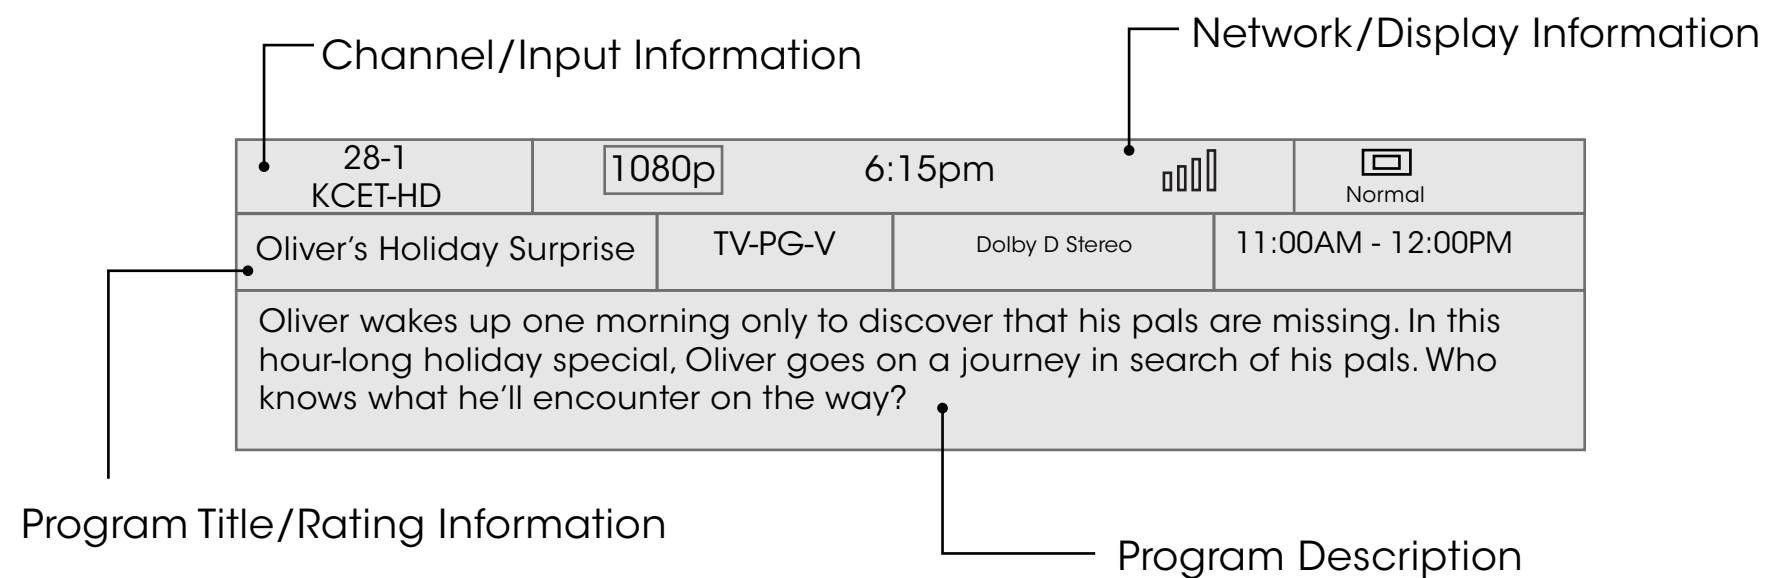 Channel/Input Information
Network/Display Information
28-1
KCET-HD
1080p
6:15pm
Normal
Oliver's Holiday Surprise
TV-PG-V
Dolby D Stereo
11:00AM - 12:00PM
Oliver wakes up one morning only to discover that his pals are missing. In this
hour-long holiday special, Oliver goes on a journey in search of his pals. Who
knows what he'll encounter on the way?
Program Title/Rating Information
Program Description